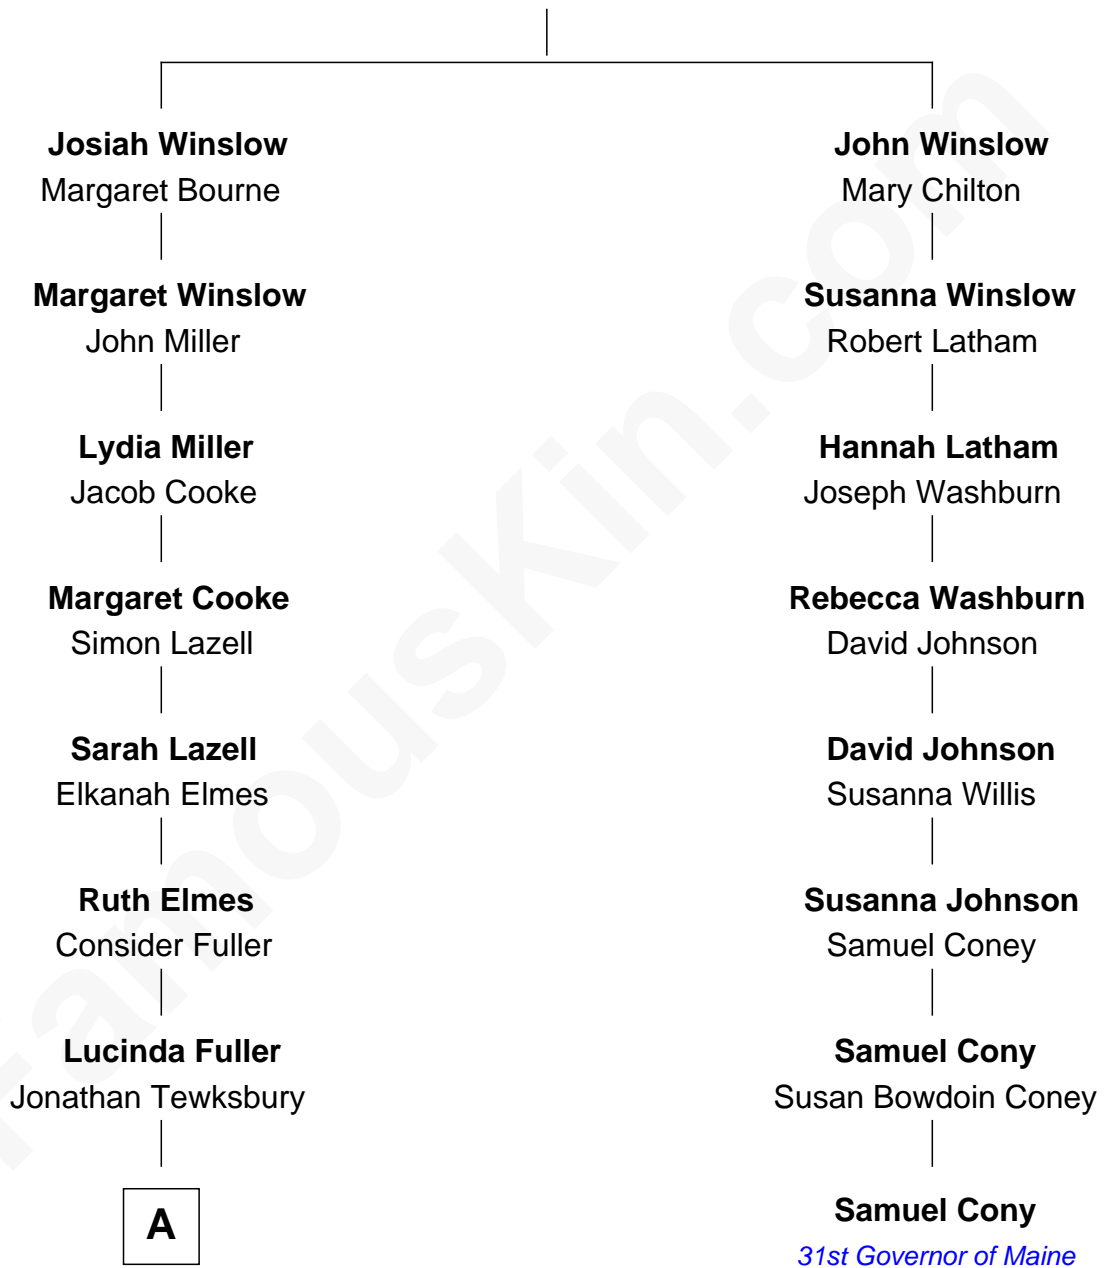 Josiah Winslow
Margaret Bourne
Margaret Winslow
John Miller
Lydia Miller
Jacob Cooke
Margaret Cooke
Simon Lazell
Sarah Lazell
Elkanah Elmes
Ruth Elmes
Consider Fuller
Lucinda Fuller
Jonathan Tewksbury
A
John Winslow
Mary Chilton
Susanna Winslow
Robert Latham
Hannah Latham
Joseph Washburn
Rebecca Washburn
David Johnson
David Johnson
Susanna Willis
Susanna Johnson
Samuel Coney
Samuel Cony
Susan Bowdoin Coney
Samuel Cony
31st Governor of Maine
FamousKin.com